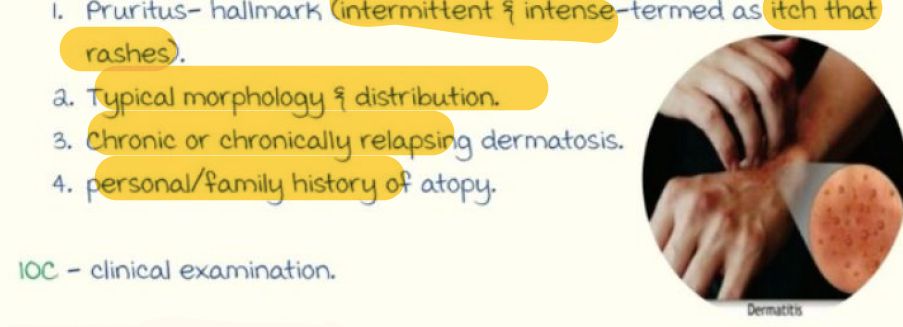 1. Pruritus- hallmark (intermittent & intense-termed as itch that
rashes).
2. Typical morphology & distribution.
3. Chronic or chronically relapsing dermatosis.
4. personal/family history of atopy.
IOC - clinical examination.
Dermatitis